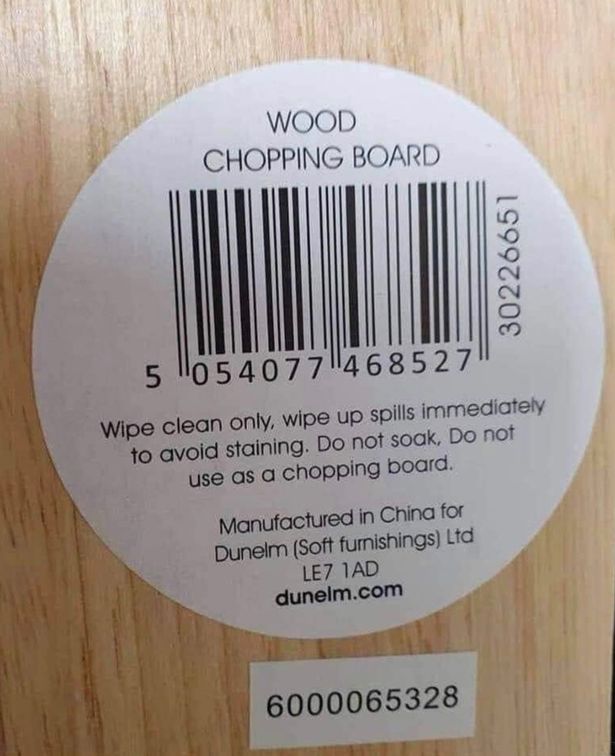 WOOD
CHOPPING BOARD
30226651
5 054077 468527
Wipe clean only, wipe up spills immediately
to avoid staining. Do not soak, Do not
use as a chopping board.
Manufactured in China for
Dunelm (Soft furnishings) Ltd
LE7 1AD
dunelm.com
6000065328